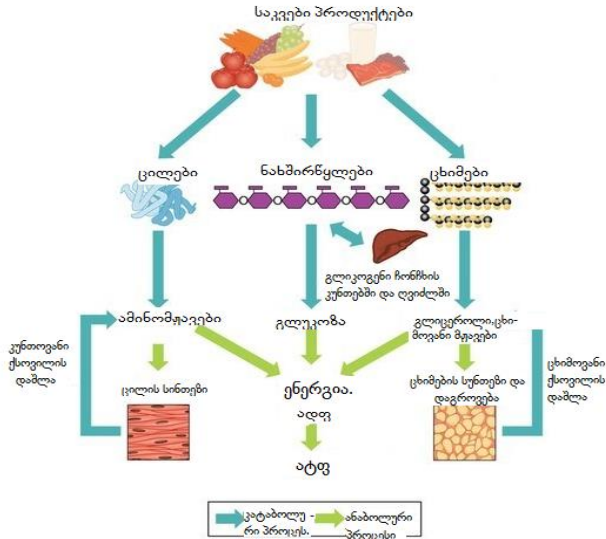 საკვები პროდუქტები
ცილები
ნახშირწყლები
ცხიმები
გლიკოგენი ჩონჩხის
კუნთებში და ღვიძლში
ამინომჟავები
გლუკოზა
გლიცეროლი,ცხი-
მოვანი მჟავები
კუნთოვანი
ქსოვილის
დაშლა
ცილის სინთეზი
ენერგია.
ადფ
ატფ
ცხიმების სუნთეზი და
დაგროვება
ცხიმოვანი
ქსოვილის
დაშლა
კატაბოლუ -
რი პროცეს.
ანაბოლური
პროცესი